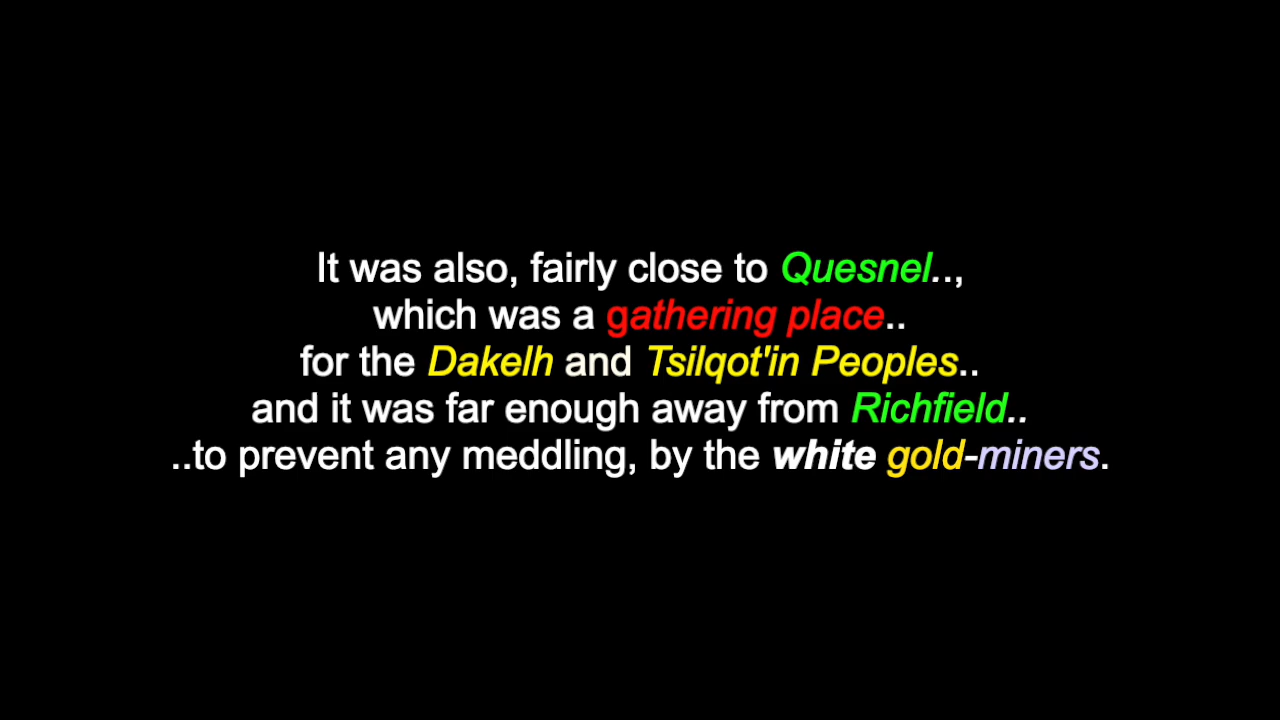 It was also, fairly close to Quesnel..,
which was a gathering place..
for the Dakelh and Tsilqot'in Peoples..
and it was far enough away from Richfield..
..to prevent any meddling, by the white gold-miners.